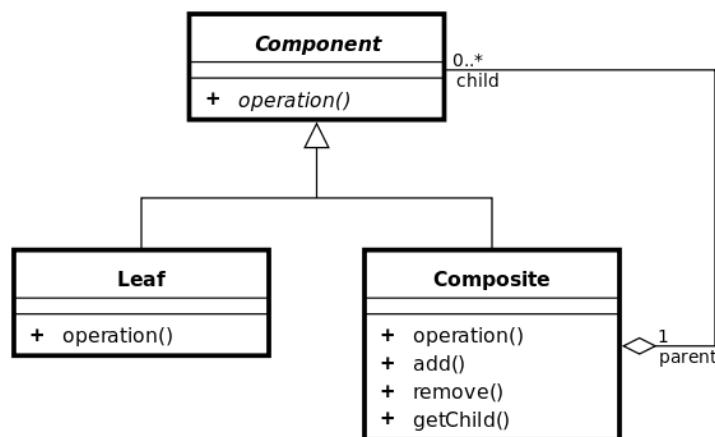 Component
+ operation()
0..*
child
Leaf
+ operation()
Composite
+ operation()
+ add()
+ remove()
+ getChild()
1
parent